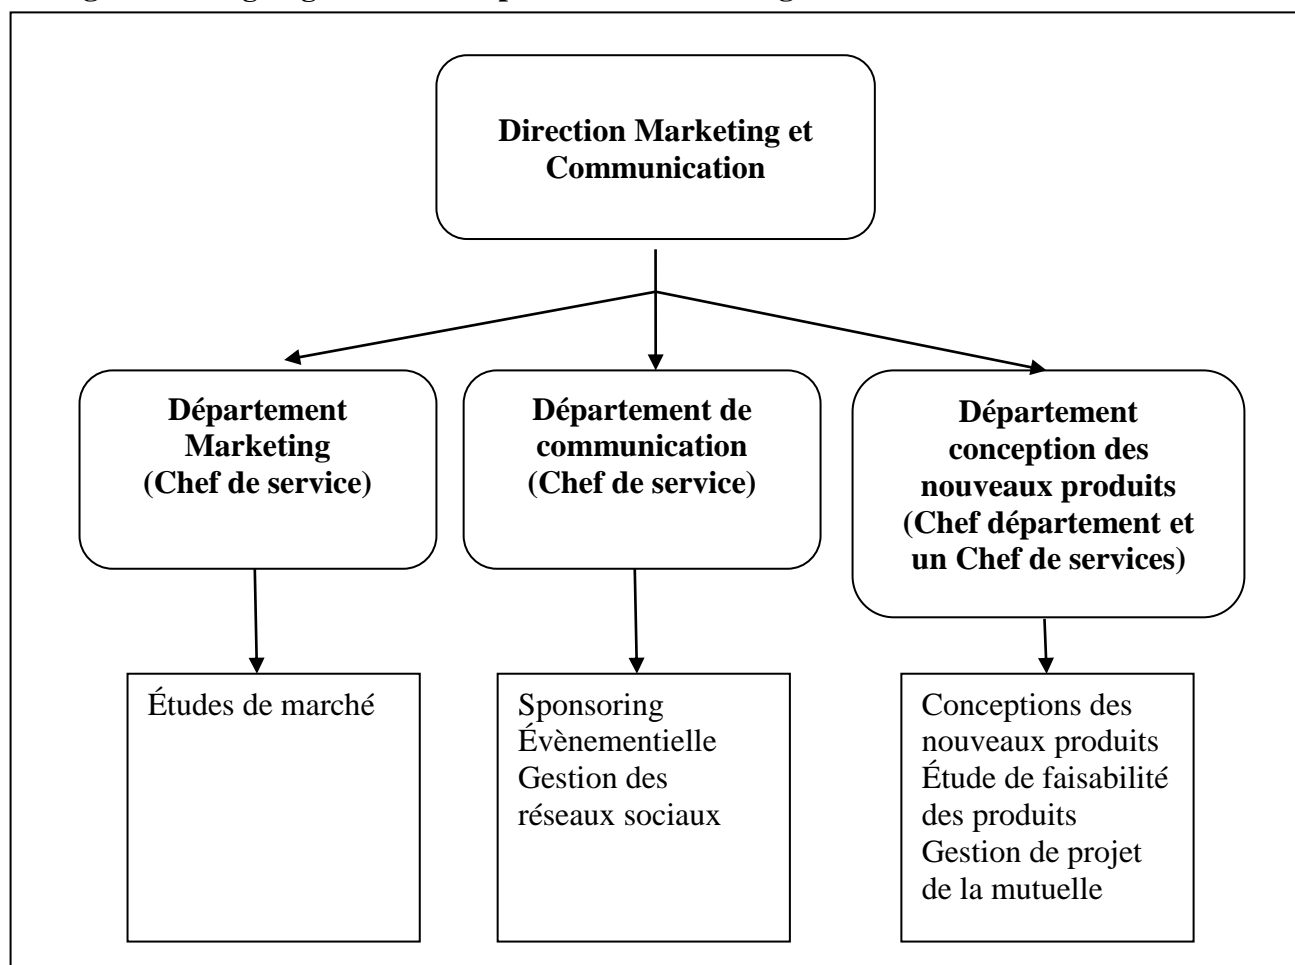 Direction Marketing et
Communication
Département
Marketing
(Chef de service)
Département de
communication
(Chef de service)
Département
conception des
nouveaux produits
(Chef département et
un Chef de services)
Études de marché
Sponsoring
Évènementielle
Gestion des
réseaux sociaux
Conceptions des
nouveaux produits
Étude de faisabilité
des produits
Gestion de projet
de la mutuelle